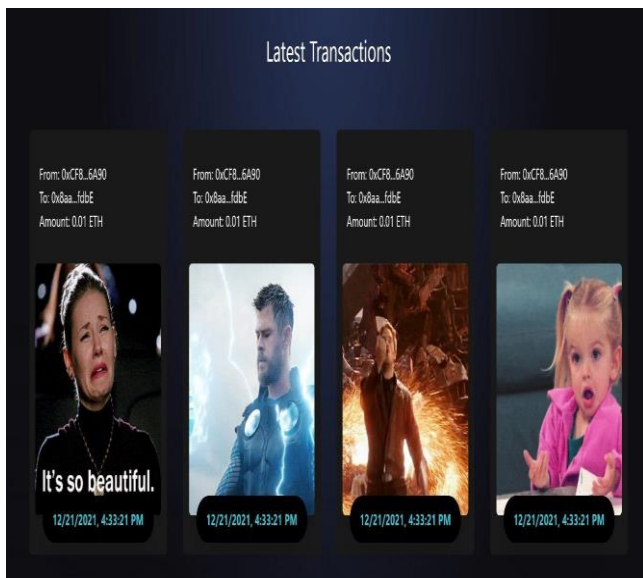 Latest Transactions
From: 0xCF8...6A90
To: 0x8aa...fdbE
Amount: 0.01 ETH
It's so beautiful.
12/21/2021, 4:33:21 PM
From: 0xCF8...6A90
To: 0x8aa...fdbE
Amount: 0.01 ETH
12/21/2021, 4:33:21 PM
From: 0xCF8...6A90
To: 0x8aa...fdbE
Amount: 0.01 ETH
12/21/2021, 4:33:21 PM
From: 0xCF8...6A90
To: 0x8aa...fdbE
Amount: 0.01 ETH
12/21/2021, 4:33:21 PM